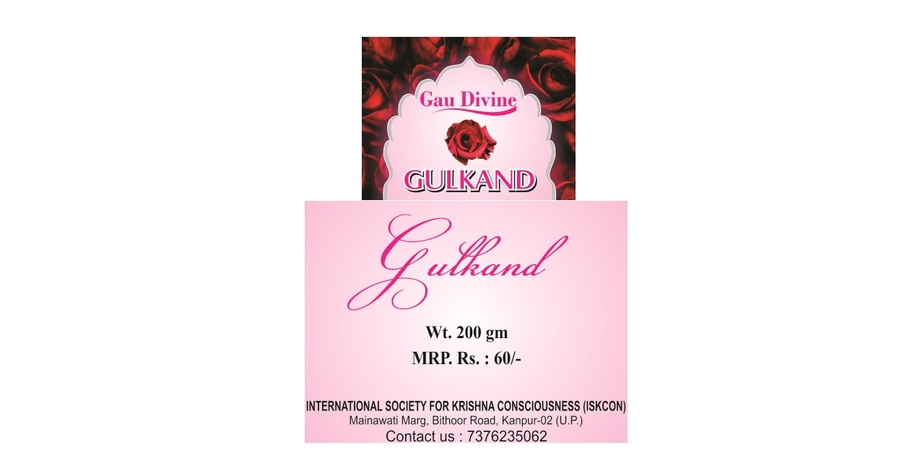 Gau Divine
GULKAND
Gulkand
Wt. 200 gm
MRP. Rs. : 60/-
INTERNATIONAL SOCIETY FOR KRISHNA CONSCIOUSNESS (ISKCON)
Mainawati Marg, Bithoor Road, Kanpur-02 (U.P.)
Contact us : 7376235062